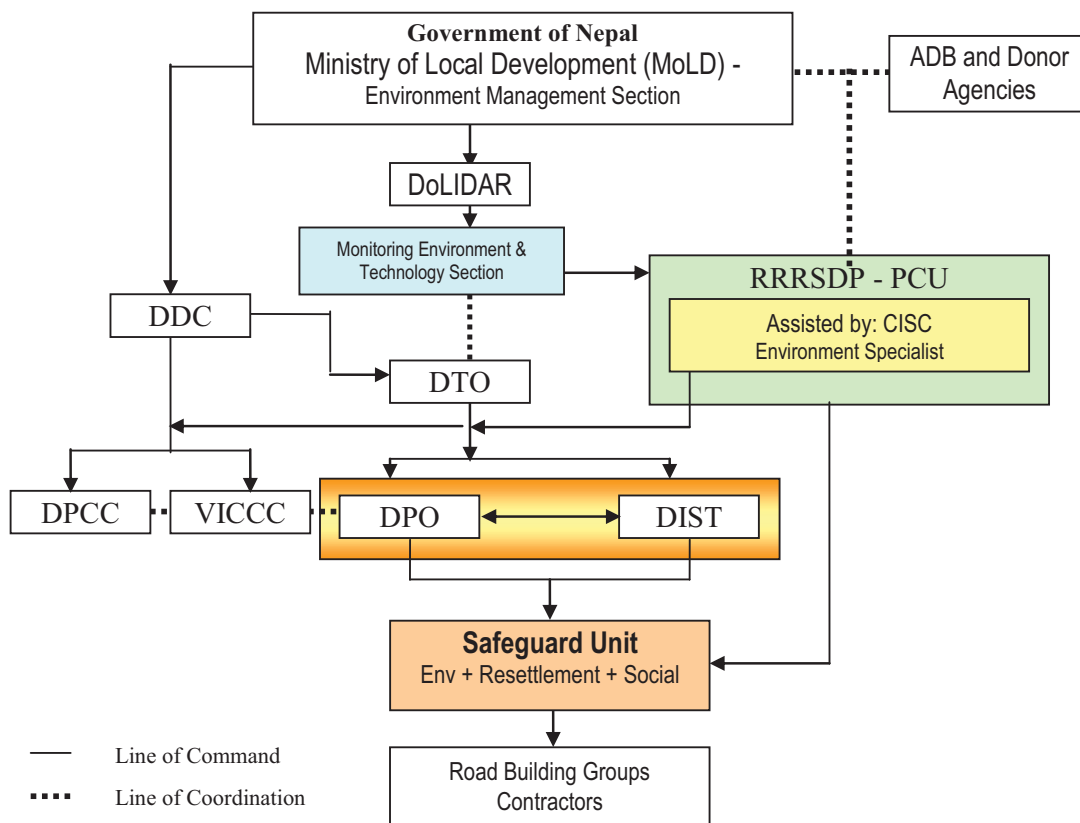 Government of Nepal
Ministry of Local Development (MoLD) -
Environment Management Section
ADB and Donor
Agencies
DoLIDAR
Monitoring Environment &
Technology Section
RRRSDP - PCU
Assisted by: CISC
Environment Specialist
DDC
DTO
DPCC
VICCC
DPO
DIST
Safeguard Unit
Env + Resettlement + Social
Road Building Groups
Contractors
Line of Command
Line of Coordination